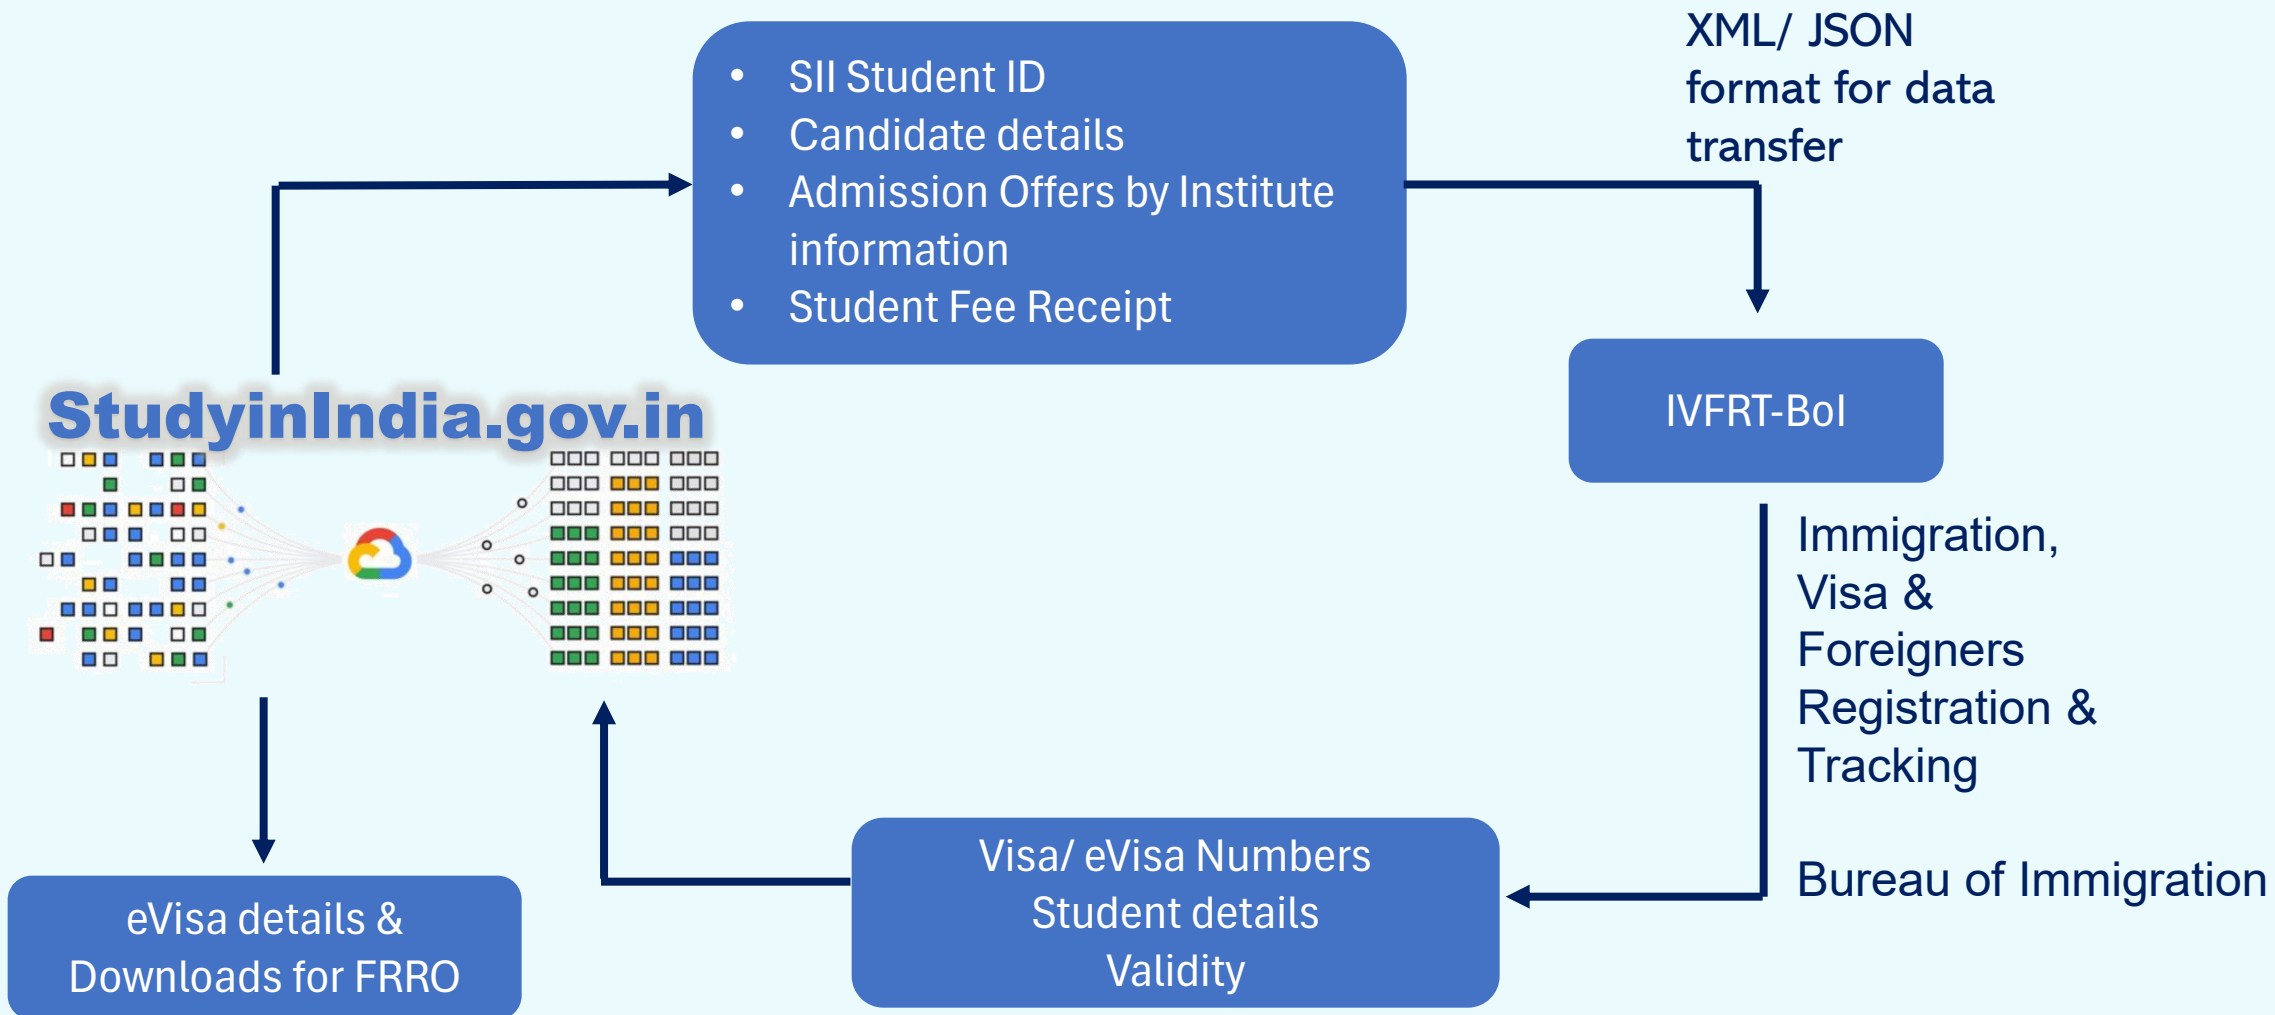 • SII Student ID
• Candidate details
• Admission Offers by Institute
information
• Student Fee Receipt
XML/ JSON
format for data
transfer
StudyinIndia.gov.in
IVFRT-BoI
Immigration,
Visa &
Foreigners
Registration &
Tracking
Bureau of Immigration
Visa/ eVisa Numbers
Student details
Validity
eVisa details &
Downloads for FRRO